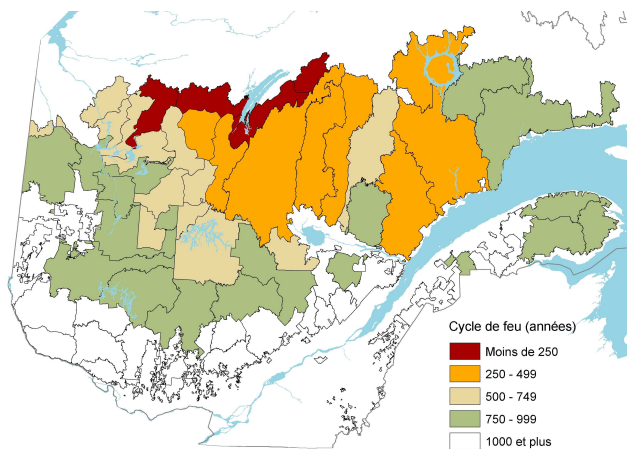 Cycle de feu (années)
Moins de 250
250 - 499
500 - 749
750 - 999
1000 et plus